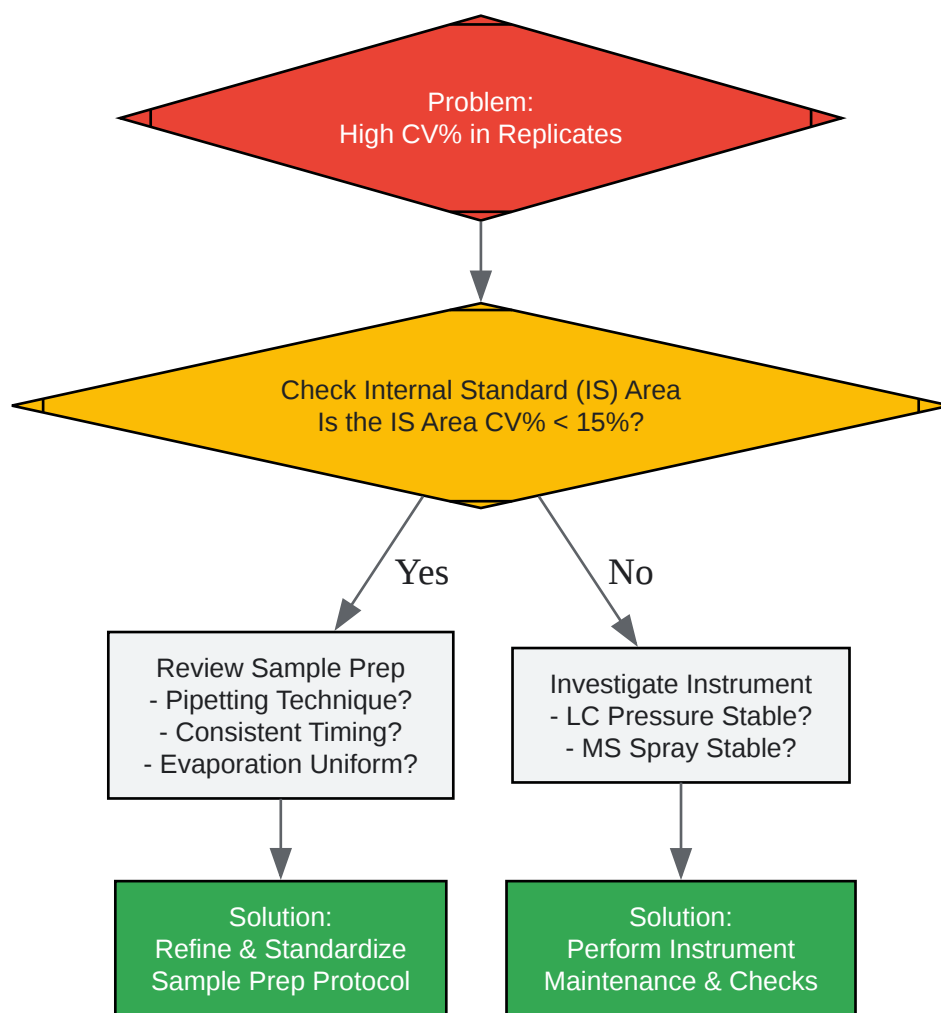 Problem:
High CV% in Replicates
Check Internal Standard (IS) Area
Is the IS Area CV% < 15%?
Yes
No
Review Sample Prep
- Pipetting Technique?
- Consistent Timing?
- Evaporation Uniform?
Investigate Instrument
- LC Pressure Stable?
- MS Spray Stable?
Solution:
Refine & Standardize
Sample Prep Protocol
Solution:
Perform Instrument
Maintenance & Checks